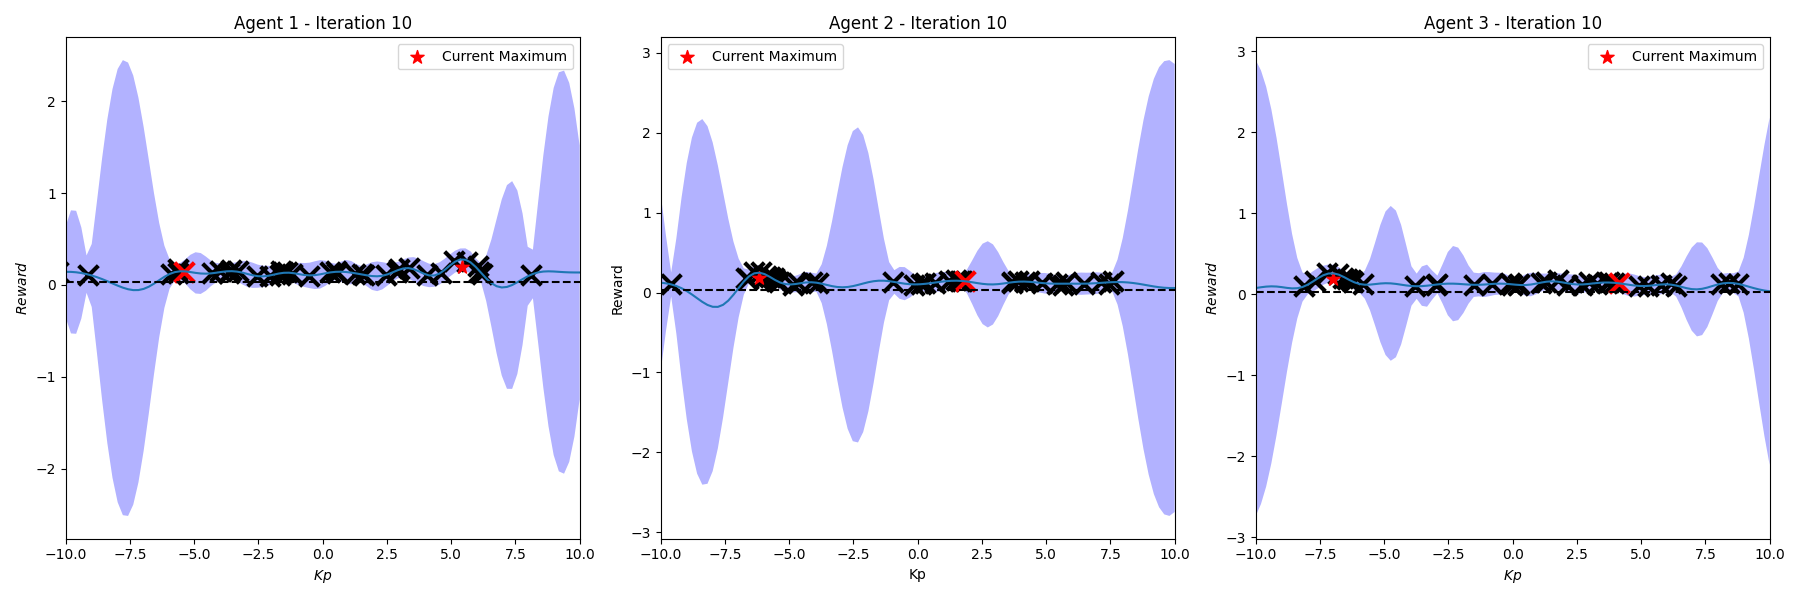 Agent 1 - Iteration 10
Current Maximum
2
1
0
−1
−2
Reward
−10.0 −7.5 −5.0 −2.5 0.0 2.5 5.0 7.5 10.0
Kp
Agent 2 - Iteration 10
Current Maximum
3
2
1
0
−1
−2
−3
Reward
−10.0 −7.5 −5.0 −2.5 0.0 2.5 5.0 7.5 10.0
Kp
Agent 3 - Iteration 10
Current Maximum
3
2
1
0
−1
−2
−3
Reward
−10.0 −7.5 −5.0 −2.5 0.0 2.5 5.0 7.5 10.0
Kp